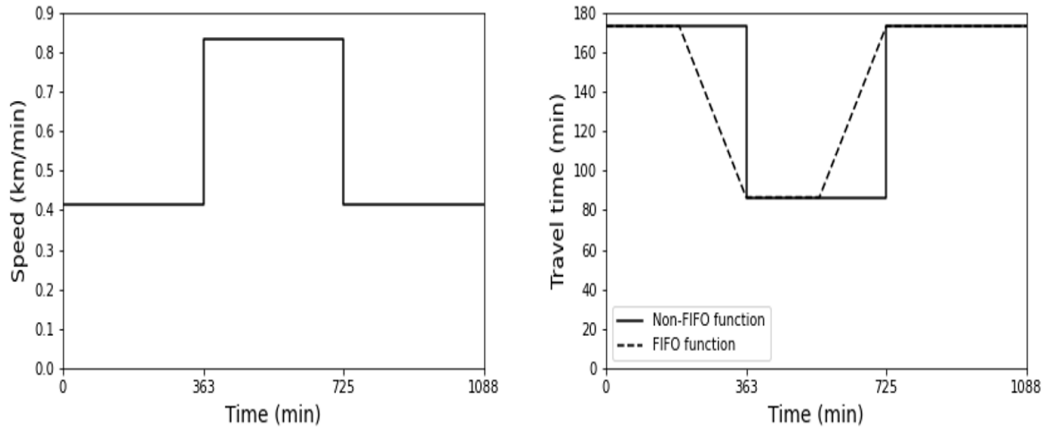 0.9
0.8
0.7
0.6
0.5
0.4
0.3
0.2
0.1
0.0
Speed (km/min)
0 363 725 1088
Time (min)
180
160
140
120
100
80
60
40
20
0
Travel time (min)
Non-FIFO function
FIFO function
0 363 725 1088
Time (min)